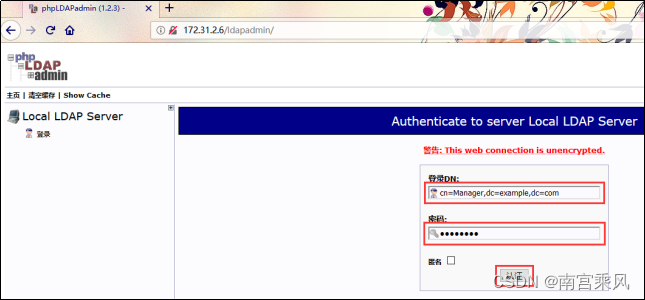 phpLDAPadmin (1.2.3) -
172.31.2.6/ldapadmin/
php
LDAP
admin
主页 | 清空缓存 | Show Cache
Local LDAP Server
登录
Authenticate to server Local LDAP Server
警告: This web connection is unencrypted.
登录DN:
cn=Manager,dc=example,dc=com
密码:
●●●●●●●●
匿名
认证
CSDN @南宫乘风